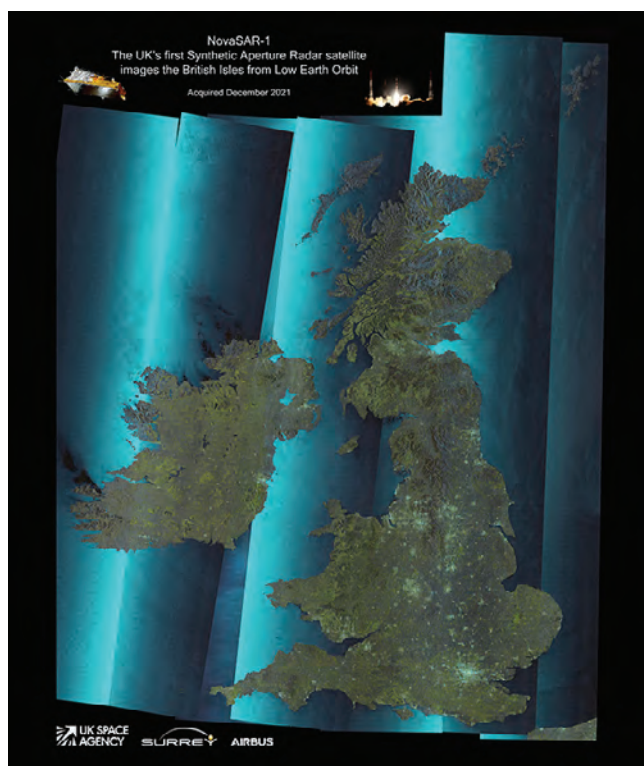 NovaSAR-1
The UK's first Synthetic Aperture Radar satellite
images the British Isles from Low Earth Orbit
Acquired December 2021
UK SPACE
AGENCY
SURREY
AIRBUS